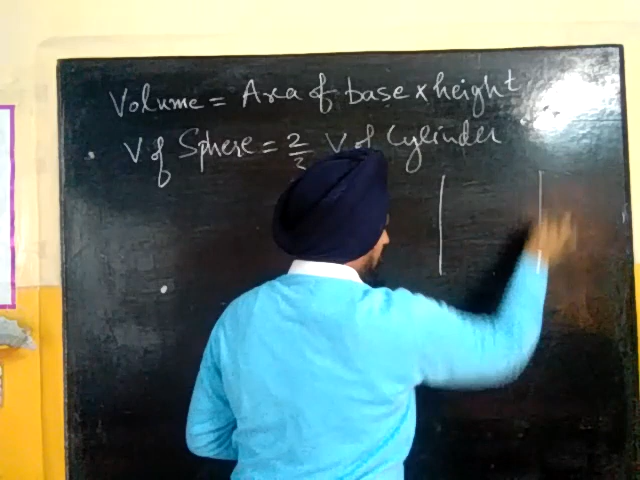 Volume = Area of base × height
V of Sphere = 2/3 V of Cylinder